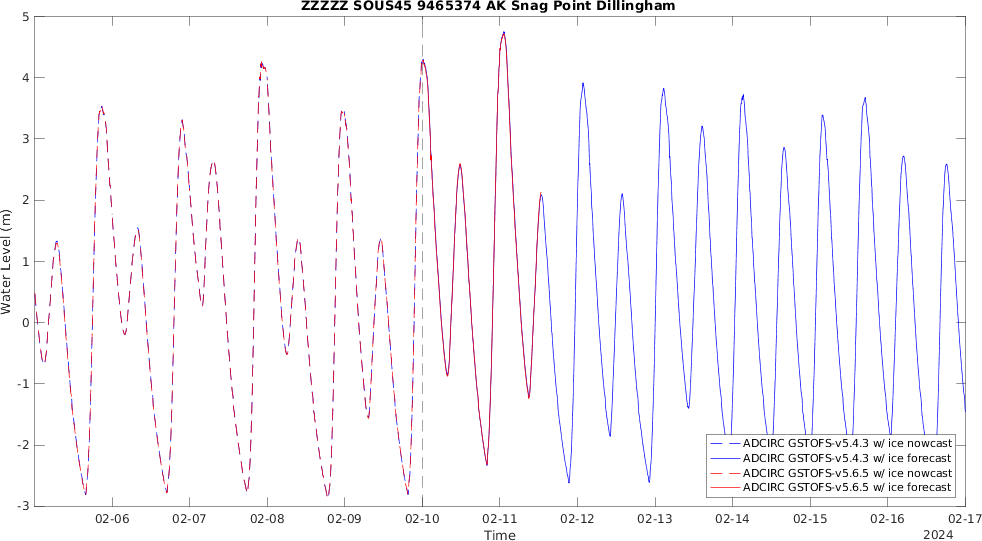 ZZZZZ SOUS45 9465374 AK Snag Point Dillingham
Water Level (m)
5
4
3
2
1
0
-1
-2
-3
ADCIRC GSTOFS-v5.4.3 w/ ice nowcast
ADCIRC GSTOFS-v5.4.3 w/ ice forecast
ADCIRC GSTOFS-v5.6.5 w/ ice nowcast
ADCIRC GSTOFS-v5.6.5 w/ ice forecast
02-06 02-07 02-08 02-09 02-10 02-11 02-12 02-13 02-14 02-15 02-16 02-17
Time
2024